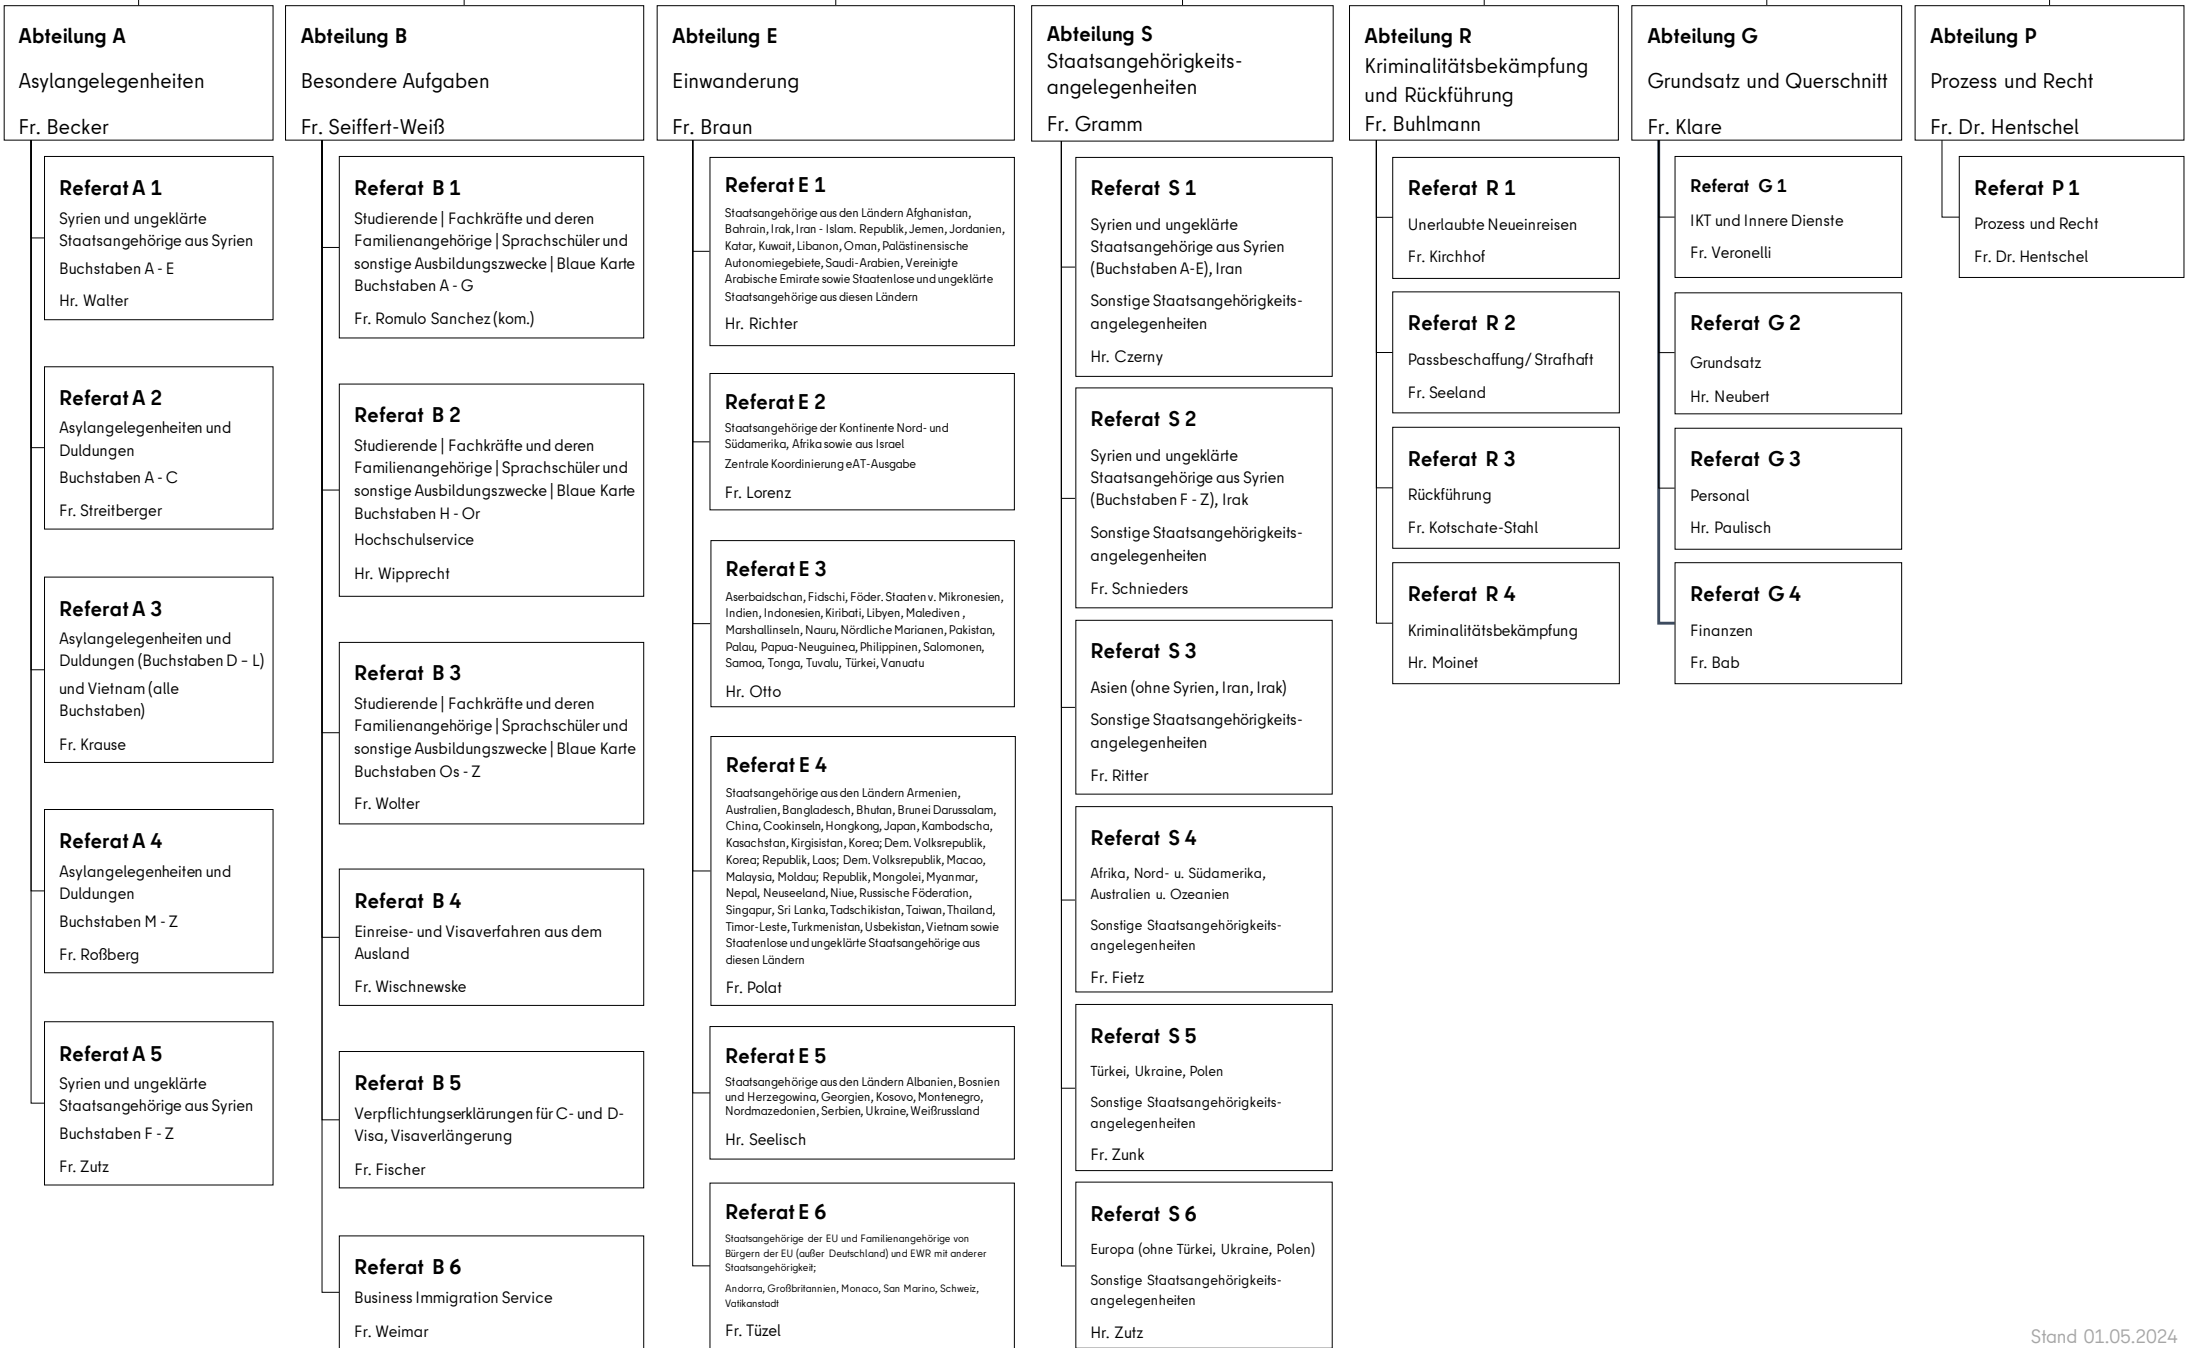 Abteilung A
Asylangelegenheiten
Fr. Becker
Referat A 1
Syrien und ungeklärte
Staatsangehörige aus Syrien
Buchstaben A - E
Hr. Walter
Referat A 2
Asylangelegenheiten und
Duldungen
Buchstaben A - C
Fr. Streitberger
Referat A 3
Asylangelegenheiten und
Duldungen (Buchstaben D – L)
und Vietnam (alle
Buchstaben)
Fr. Krause
Referat A 4
Asylangelegenheiten und
Duldungen
Buchstaben M - Z
Fr. Roßberg
Referat A 5
Syrien und ungeklärte
Staatsangehörige aus Syrien
Buchstaben F - Z
Fr. Zutz
Abteilung B
Besondere Aufgaben
Fr. Seiffert-Weiß
Referat B 1
Studierende | Fachkräfte und deren
Familienangehörige | Sprachschüler und
sonstige Ausbildungszwecke | Blaue Karte
Buchstaben A - G
Fr. Romulo Sanchez (kom.)
Referat B 2
Studierende | Fachkräfte und deren
Familienangehörige | Sprachschüler und
sonstige Ausbildungszwecke | Blaue Karte
Buchstaben H - Or
Hochschulservice
Hr. Wipprecht
Referat B 3
Studierende | Fachkräfte und deren
Familienangehörige | Sprachschüler und
sonstige Ausbildungszwecke | Blaue Karte
Buchstaben Os - Z
Fr. Wolter
Referat B 4
Einreise- und Visaverfahren aus dem
Ausland
Fr. Wischnewske
Referat B 5
Verpflichtungserklärungen für C- und D-
Visa, Visaverlängerung
Fr. Fischer
Referat B 6
Business Immigration Service
Fr. Weimar
Abteilung E
Einwanderung
Fr. Braun
Referat E 1
Staatsangehörige aus den Ländern Afghanistan,
Bahrain, Irak, Iran - Islam. Republik, Jemen, Jordanien,
Katar, Kuwait, Libanon, Oman, Palästinensische
Autonomiegebiete, Saudi-Arabien, Vereinigte
Arabische Emirate sowie Staatenlose und ungeklärte
Staatsangehörige aus diesen Ländern
Hr. Richter
Referat E 2
Staatsangehörige der Kontinente Nord- und
Südamerika, Afrika sowie aus Israel
Zentrale Koordinierung eAT-Ausgabe
Fr. Lorenz
Referat E 3
Aserbaidschan, Fidschi, Föder. Staaten v. Mikronesien,
Indien, Indonesien, Kiribati, Libyen, Malediven ,
Marshallinseln, Nauru, Nördliche Marianen, Pakistan,
Palau, Papua-Neuguinea, Philippinen, Salomonen,
Samoa, Tonga, Tuvalu, Türkei, Vanuatu
Hr. Otto
Referat E 4
Staatsangehörige aus den Ländern Armenien,
Australien, Bangladesch, Bhutan, Brunei Darussalam,
China, Cookinseln, Hongkong, Japan, Kambodscha,
Kasachstan, Kirgisistan, Korea; Dem. Volksrepublik,
Korea; Republik, Laos; Dem. Volksrepublik, Macao,
Malaysia, Moldau; Republik, Mongolei, Myanmar,
Nepal, Neuseeland, Niue, Russische Föderation,
Singapur, Sri Lanka, Tadschikistan, Taiwan, Thailand,
Timor-Leste, Turkmenistan, Usbekistan, Vietnam sowie
Staatenlose und ungeklärte Staatsangehörige aus
diesen Ländern
Fr. Polat
Referat E 5
Staatsangehörige aus den Ländern Albanien, Bosnien
und Herzegowina, Georgien, Kosovo, Montenegro,
Nordmazedonien, Serbien, Ukraine, Weißrussland
Hr. Seelisch
Referat E 6
Staatsangehörige der EU und Familienangehörige von
Bürgern der EU (außer Deutschland) und EWR mit anderer
Staatsangehörigkeit;
Andorra, Großbritannien, Monaco, San Marino, Schweiz,
Vatikanstadt
Fr. Tüzel
Abteilung S
Staatsangehörigkeits-
angelegenheiten
Fr. Gramm
Referat S 1
Syrien und ungeklärte
Staatsangehörige aus Syrien
(Buchstaben A-E), Iran
Sonstige Staatsangehörigkeits-
angelegenheiten
Hr. Czerny
Referat S 2
Syrien und ungeklärte
Staatsangehörige aus Syrien
(Buchstaben F - Z), Irak
Sonstige Staatsangehörigkeits-
angelegenheiten
Fr. Schnieders
Referat S 3
Asien (ohne Syrien, Iran, Irak)
Sonstige Staatsangehörigkeits-
angelegenheiten
Fr. Ritter
Referat S 4
Afrika, Nord- u. Südamerika,
Australien u. Ozeanien
Sonstige Staatsangehörigkeits-
angelegenheiten
Fr. Fietz
Referat S 5
Türkei, Ukraine, Polen
Sonstige Staatsangehörigkeits-
angelegenheiten
Fr. Zunk
Referat S 6
Europa (ohne Türkei, Ukraine, Polen)
Sonstige Staatsangehörigkeits-
angelegenheiten
Hr. Zutz
Abteilung R
Kriminalitätsbekämpfung
und Rückführung
Fr. Buhlmann
Referat R 1
Unerlaubte Neueinreisen
Fr. Kirchhof
Referat R 2
Passbeschaffung/ Strafhaft
Fr. Seeland
Referat R 3
Rückführung
Fr. Kotschate-Stahl
Referat R 4
Kriminalitätsbekämpfung
Hr. Moinet
Abteilung G
Grundsatz und Querschnitt
Fr. Klare
Referat G 1
IKT und Innere Dienste
Fr. Veronelli
Referat G 2
Grundsatz
Hr. Neubert
Referat G 3
Personal
Hr. Paulisch
Referat G 4
Finanzen
Fr. Bab
Abteilung P
Prozess und Recht
Fr. Dr. Hentschel
Referat P 1
Prozess und Recht
Fr. Dr. Hentschel
Stand 01.05.2024